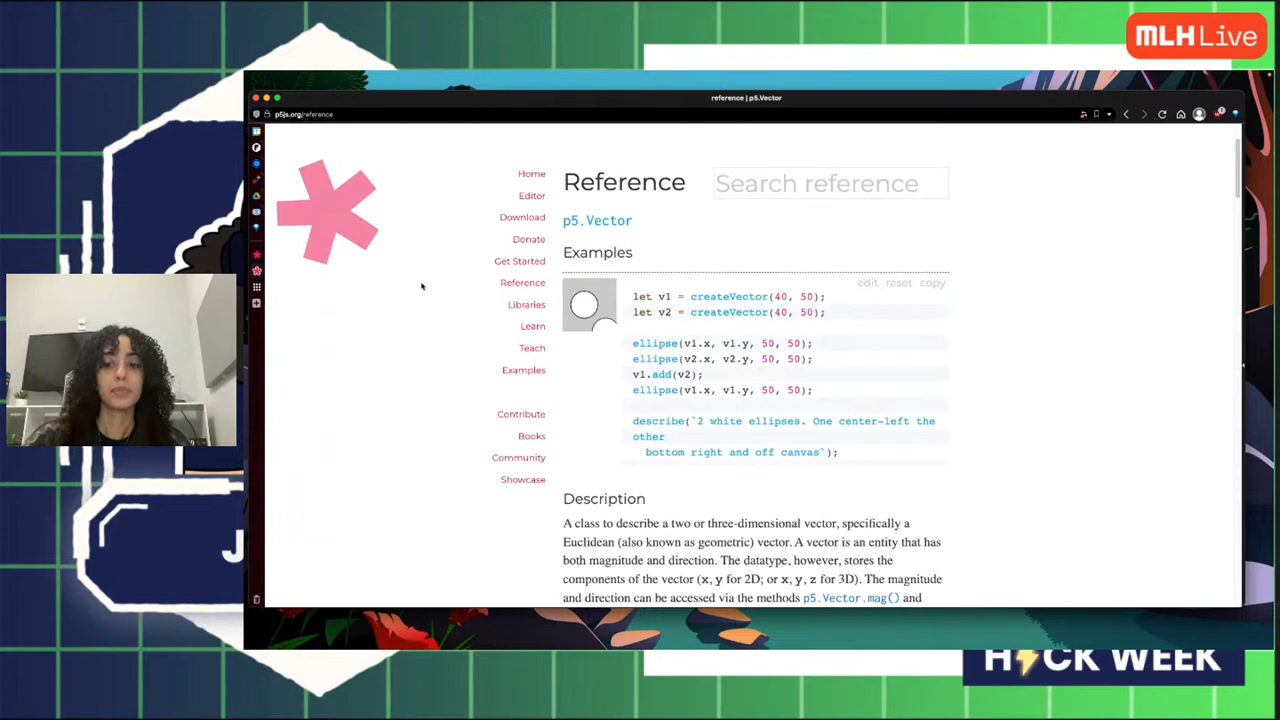 MLH Live
reference | p5.Vector
p5js.org/reference
Home
Editor
Download
Donate
Get Started
Reference
Libraries
Learn
Teach
Examples
Contribute
Books
Community
Showcase
Reference
Search reference
p5.Vector
Examples
edit reset copy
let v1 = createVector(40, 50);
let v2 = createVector(40, 50);
ellipse(v1.x, v1.y, 50, 50);
ellipse(v2.x, v2.y, 50, 50);
v1.add(v2);
ellipse(v1.x, v1.y, 50, 50);
describe(`2 white ellipses. One center-left the
other
bottom right and off canvas`);
Description
A class to describe a two or three-dimensional vector, specifically a
Euclidean (also known as geometric) vector. A vector is an entity that has
both magnitude and direction. The datatype, however, stores the
components of the vector (x, y for 2D; or x, y, z for 3D). The magnitude
and direction can be accessed via the methods p5.Vector.mag() and
J
H⚡CK WEEK